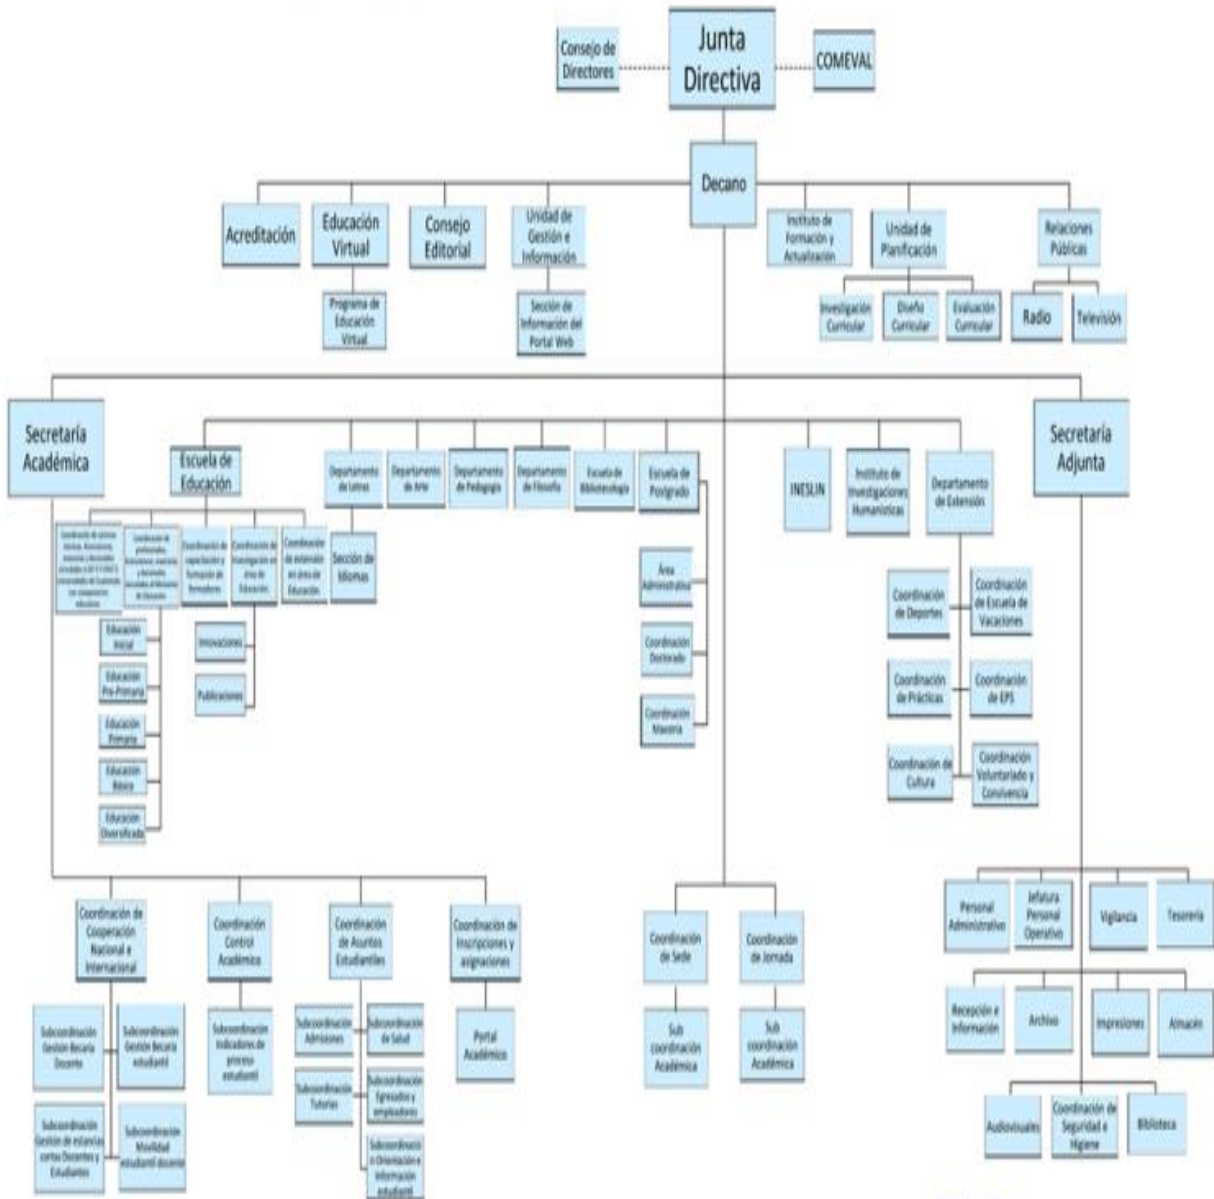 Consejo de
Directores
Junta
Directiva
COMEVAL
Decano
Acreditación
Educación
Virtual
Consejo
Editorial
Unidad de
Gestión e
Información
Instituto de
Formación y
Actualización
Unidad de
Planificación
Relaciones
Públicas
Programa de
Educación
Virtual
Sección de
Información del
Portal Web
Investigación
Curricular
Diseño
Curricular
Evaluación
Curricular
Radio
Televisión
Secretaría
Académica
Secretaría
Adjunta
Escuela de
Educación
Departamento
de Letras
Departamento
de Arte
Departamento
de Pedagogía
Departamento
de Filosofía
Escuela de
Bibliotecología
Escuela de
Postgrado
INESLIN
Instituto de
Investigaciones
Humanísticas
Departamento
de Extensión
Coordinación de
capacitación y
formación de
formadores
Coordinación de
Investigación en
área de
Educación
Coordinación
de extensión
en área de
Educación
Sección de
Idiomas
Educación
Inicial
Educación
Pre-Primaria
Educación
Primaria
Educación
Básica
Educación
Diversificada
Innovaciones
Publicaciones
Área
Administrativa
Coordinación
Doctorado
Coordinación
Maestría
Coordinación
de Deportes
Coordinación
de Escuela de
Vacaciones
Coordinación
de Prácticas
Coordinación
de EPS
Coordinación de
Cultura
Coordinación
Voluntariado y
Convivencia
Coordinación de
Cooperación
Nacional e
Internacional
Coordinación
Control
Académico
Coordinación
de Asuntos
Estudiantiles
Coordinación de
Inscripciones y
asignaciones
Subcoordinación
Gestión Becaria
Docente
Subcoordinación
Gestión Becaria
estudiantil
Subcoordinación
Gestión de estancias
cortas Docentes y
Estudiantes
Subcoordinación
Movilidad
estudiantil docente
Subcoordinación
Indicadores de
proceso
estudiantil
Subcoordinación
Admisiones
Subcoordinación
de Salud
Subcoordinación
Tutorías
Subcoordinación
Egresados y
empleadores
Subcoordinació
n Orientación e
Información
estudiantil
Portal
Académico
Coordinación
de Sede
Coordinación
de Jornada
Sub
coordinación
Académica
Sub
coordinación
Académica
Personal
Administrativo
Jefatura
Personal
Operativo
Vigilancia
Tesorería
Recepción e
Información
Archivo
Impresiones
Almacén
Audiovisuales
Coordinación de
Seguridad e
Higiene
Biblioteca